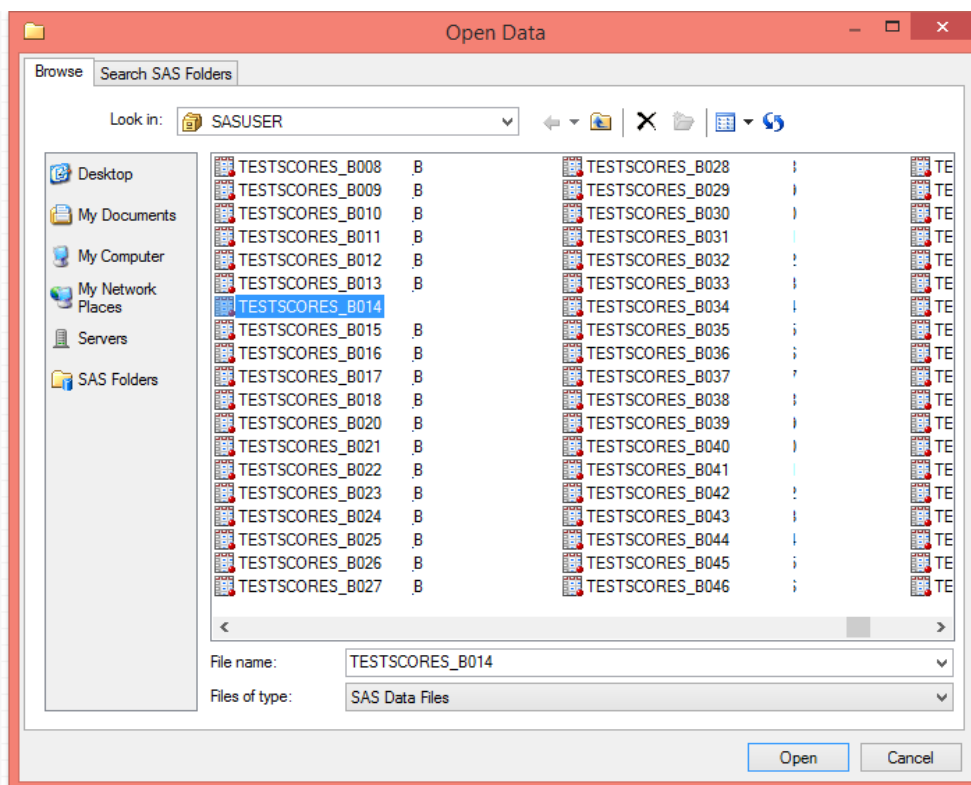 Open Data
Browse
Search SAS Folders
Look in:
SASUSER
Desktop
My Documents
My Computer
My Network
Places
Servers
SAS Folders
TESTSCORES_B008
TESTSCORES_B009
TESTSCORES_B010
TESTSCORES_B011
TESTSCORES_B012
TESTSCORES_B013
TESTSCORES_B014
TESTSCORES_B015
TESTSCORES_B016
TESTSCORES_B017
TESTSCORES_B018
TESTSCORES_B020
TESTSCORES_B021
TESTSCORES_B022
TESTSCORES_B023
TESTSCORES_B024
TESTSCORES_B025
TESTSCORES_B026
TESTSCORES_B027
TESTSCORES_B028
TESTSCORES_B029
TESTSCORES_B030
TESTSCORES_B031
TESTSCORES_B032
TESTSCORES_B033
TESTSCORES_B034
TESTSCORES_B035
TESTSCORES_B036
TESTSCORES_B037
TESTSCORES_B038
TESTSCORES_B039
TESTSCORES_B040
TESTSCORES_B041
TESTSCORES_B042
TESTSCORES_B043
TESTSCORES_B044
TESTSCORES_B045
TESTSCORES_B046
File name:
TESTSCORES_B014
Files of type:
SAS Data Files
Open
Cancel